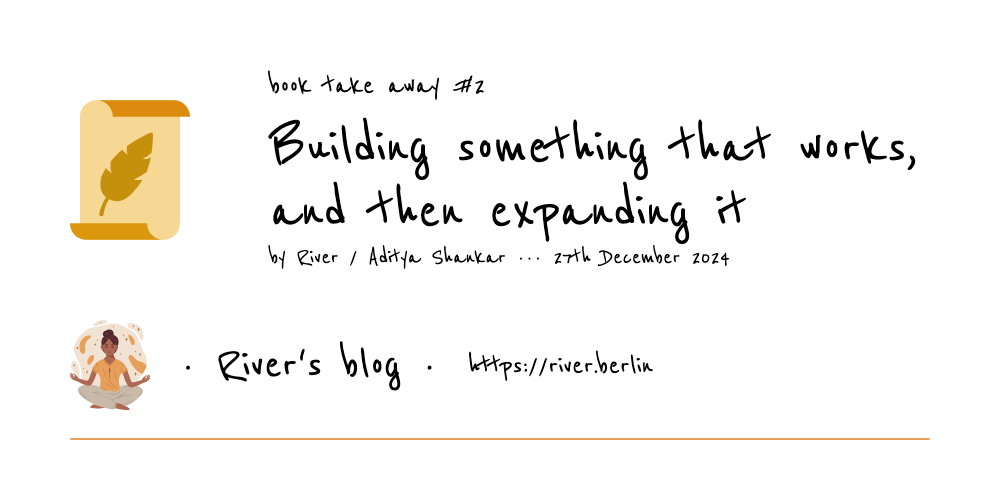 book take away #2
Building something that works,
and then expanding it
by River / Aditya Shankar ... 27th December 2024
· River's blog · https://river.berlin